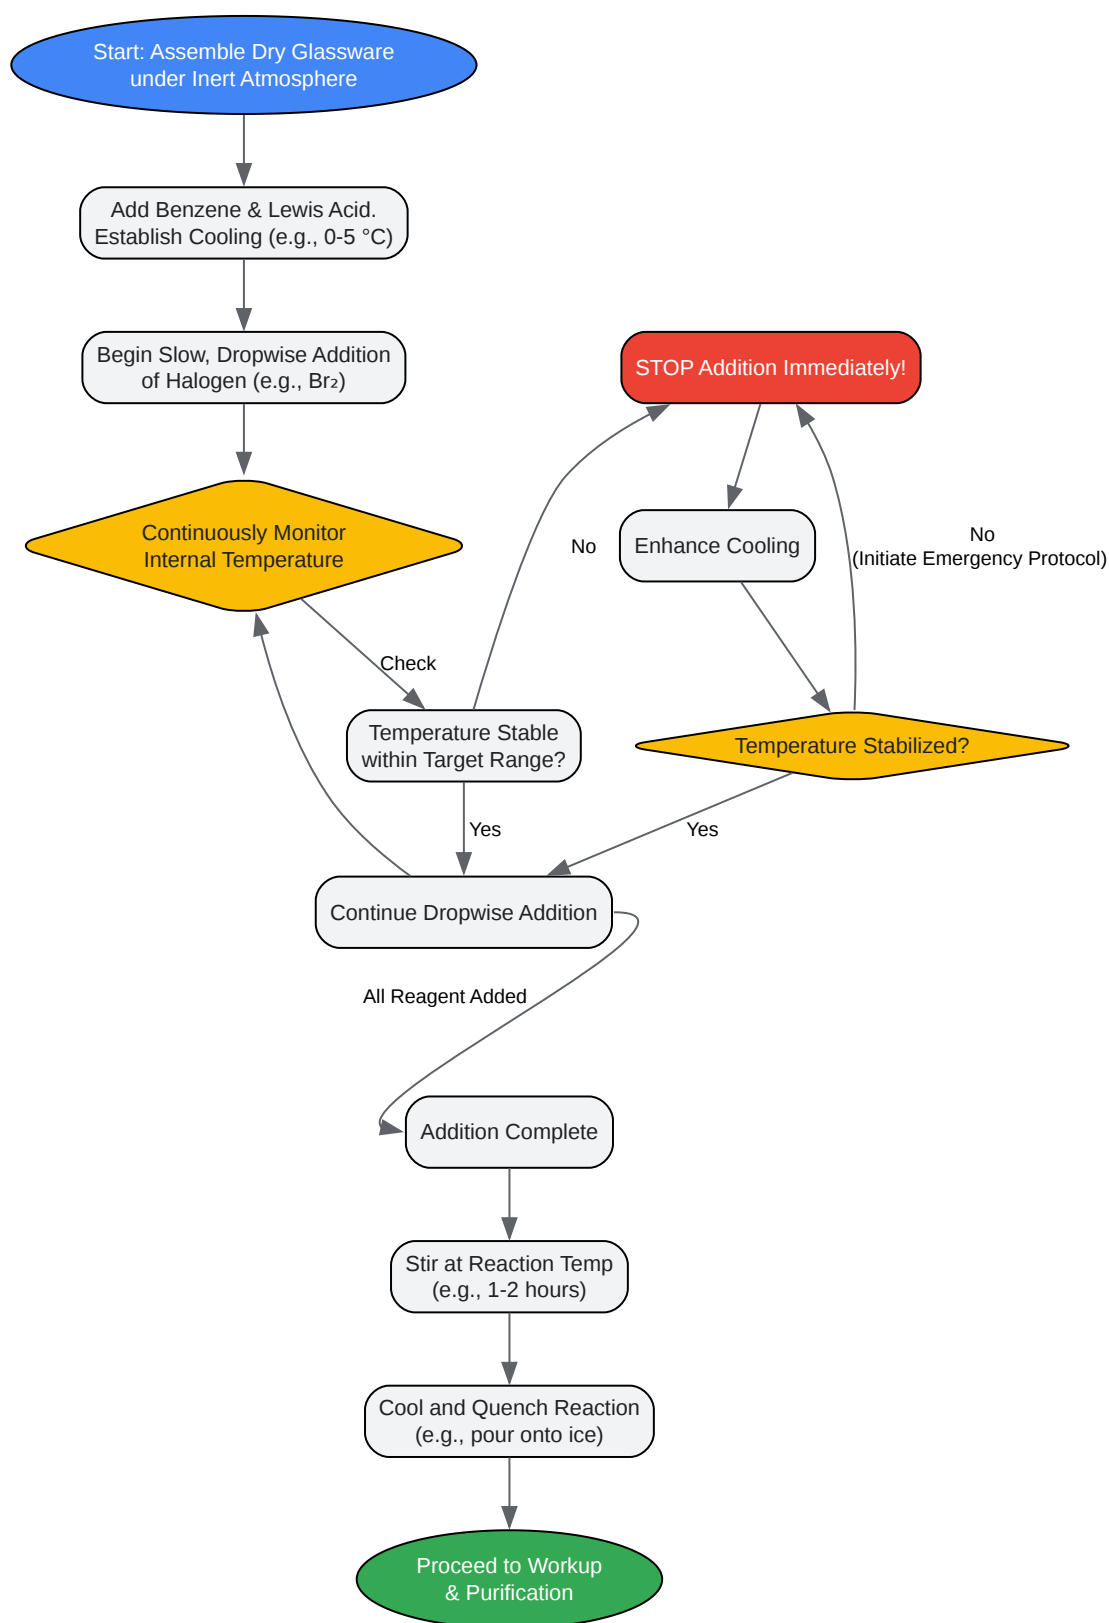 Start: Assemble Dry Glassware
under Inert Atmosphere
Add Benzene & Lewis Acid.
Establish Cooling (e.g., 0-5 °C)
Begin Slow, Dropwise Addition
of Halogen (e.g., Br₂)
STOP Addition Immediately!
Continuously Monitor
Internal Temperature
No
Enhance Cooling
No
(Initiate Emergency Protocol)
Check
Temperature Stable
within Target Range?
Temperature Stabilized?
Yes
Yes
Continue Dropwise Addition
All Reagent Added
Addition Complete
Stir at Reaction Temp
(e.g., 1-2 hours)
Cool and Quench Reaction
(e.g., pour onto ice)
Proceed to Workup
& Purification